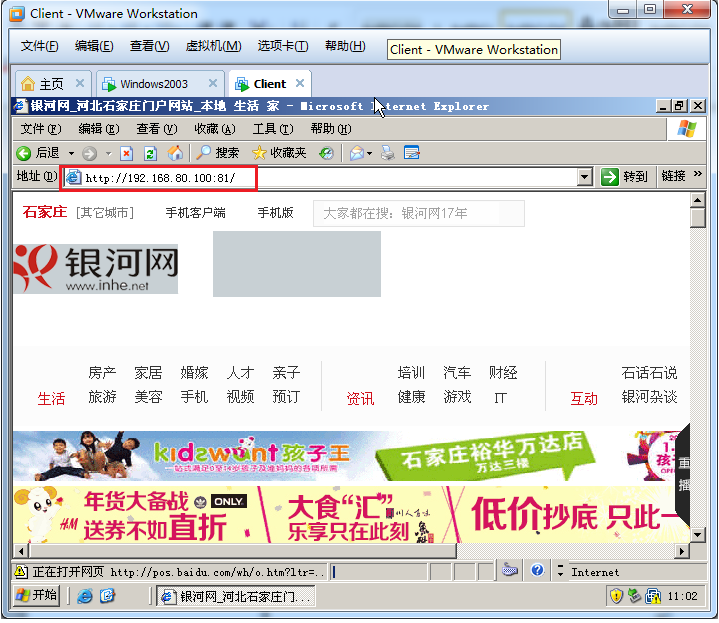 Client - VMware Workstation
文件(F) 编辑(E) 查看(V) 虚拟机(M) 选项卡(T) 帮助(H) Client - VMware Workstation
主页 Windows2003 Client
银河网_河北石家庄门户网站_本地 生活 家 - Microsoft Internet Explorer
文件(F) 编辑(E) 查看(V) 收藏(A) 工具(T) 帮助(H)
后退 搜索 收藏夹
地址(D) http://192.168.80.100:81/ 转到 链接 »
石家庄 [其它城市] 手机客户端 手机版 大家都在搜：银河网17年
银河网
www.inhe.net
房产 家居 婚嫁 人才 亲子 培训 汽车 财经 石话石说
生活 旅游 美容 手机 视频 预订 资讯 健康 游戏 IT 互动 银河杂谈
kidswant 孩子王
一站式满足0至14岁孩子及准妈妈的各项所需
石家庄裕华万达店
万达三楼
重播
年货大备战 ONLY.
H&M 送券不如直折
大食“汇” 川人百味
乐享只在此刻
低价抄底 只此一
正在打开网页 http://pos.baidu.com/wh/o.htm?ltr=.. Internet
开始 银河网_河北石家庄门... 11:02